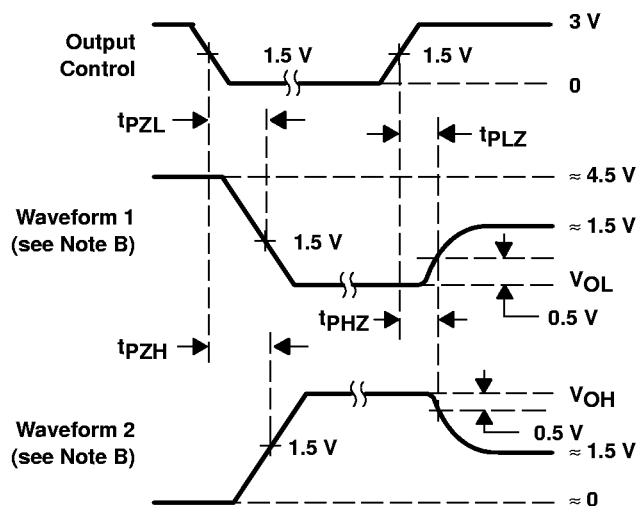 Output
Control
1.5 V
1.5 V
3 V
0
tPZL
tPLZ
≈ 4.5 V
Waveform 1
(see Note B)
1.5 V
≈ 1.5 V
VOL
0.5 V
tPHZ
tPZH
VOH
Waveform 2
(see Note B)
1.5 V
0.5 V
≈ 1.5 V
≈ 0